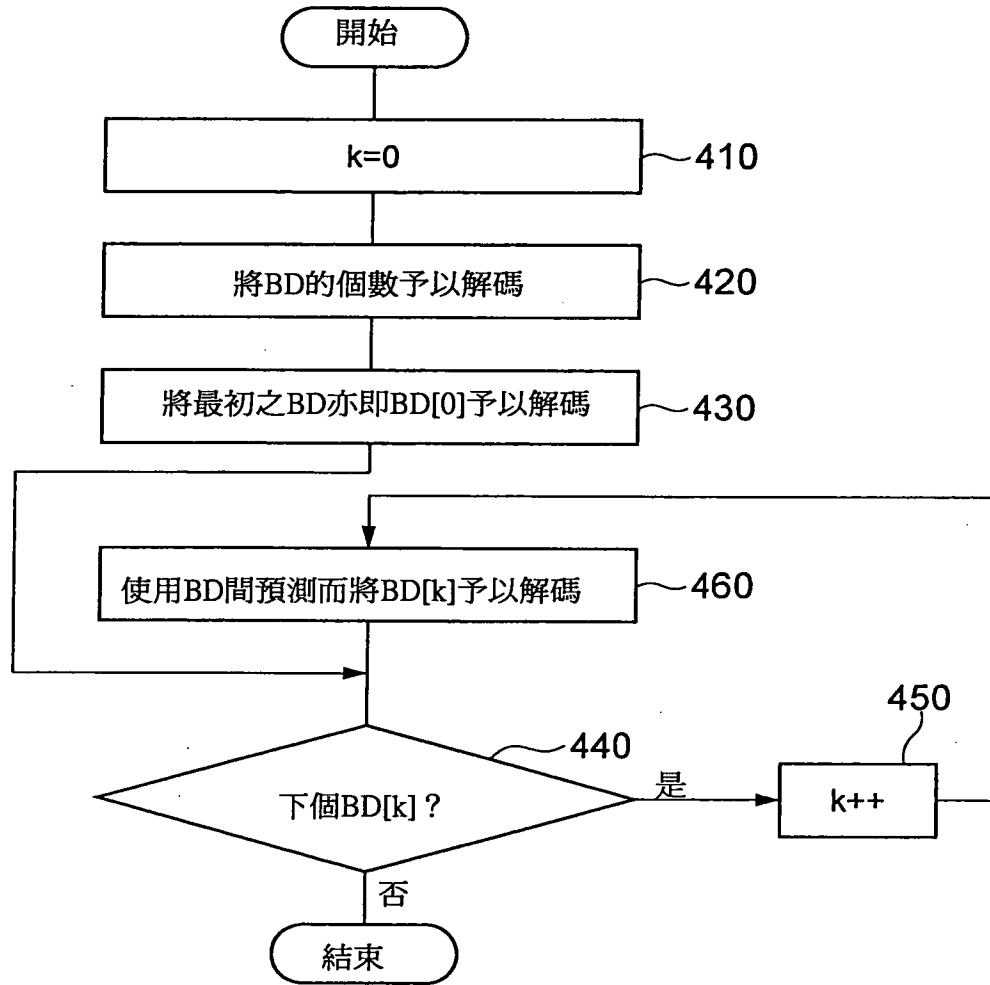 開始
k=0
410
將BD的個數予以解碼
420
將最初之BD亦即BD[0]予以解碼
430
使用BD間預測而將BD[k]予以解碼
460
450
440
下個BD[k]？
是
k++
否
結束